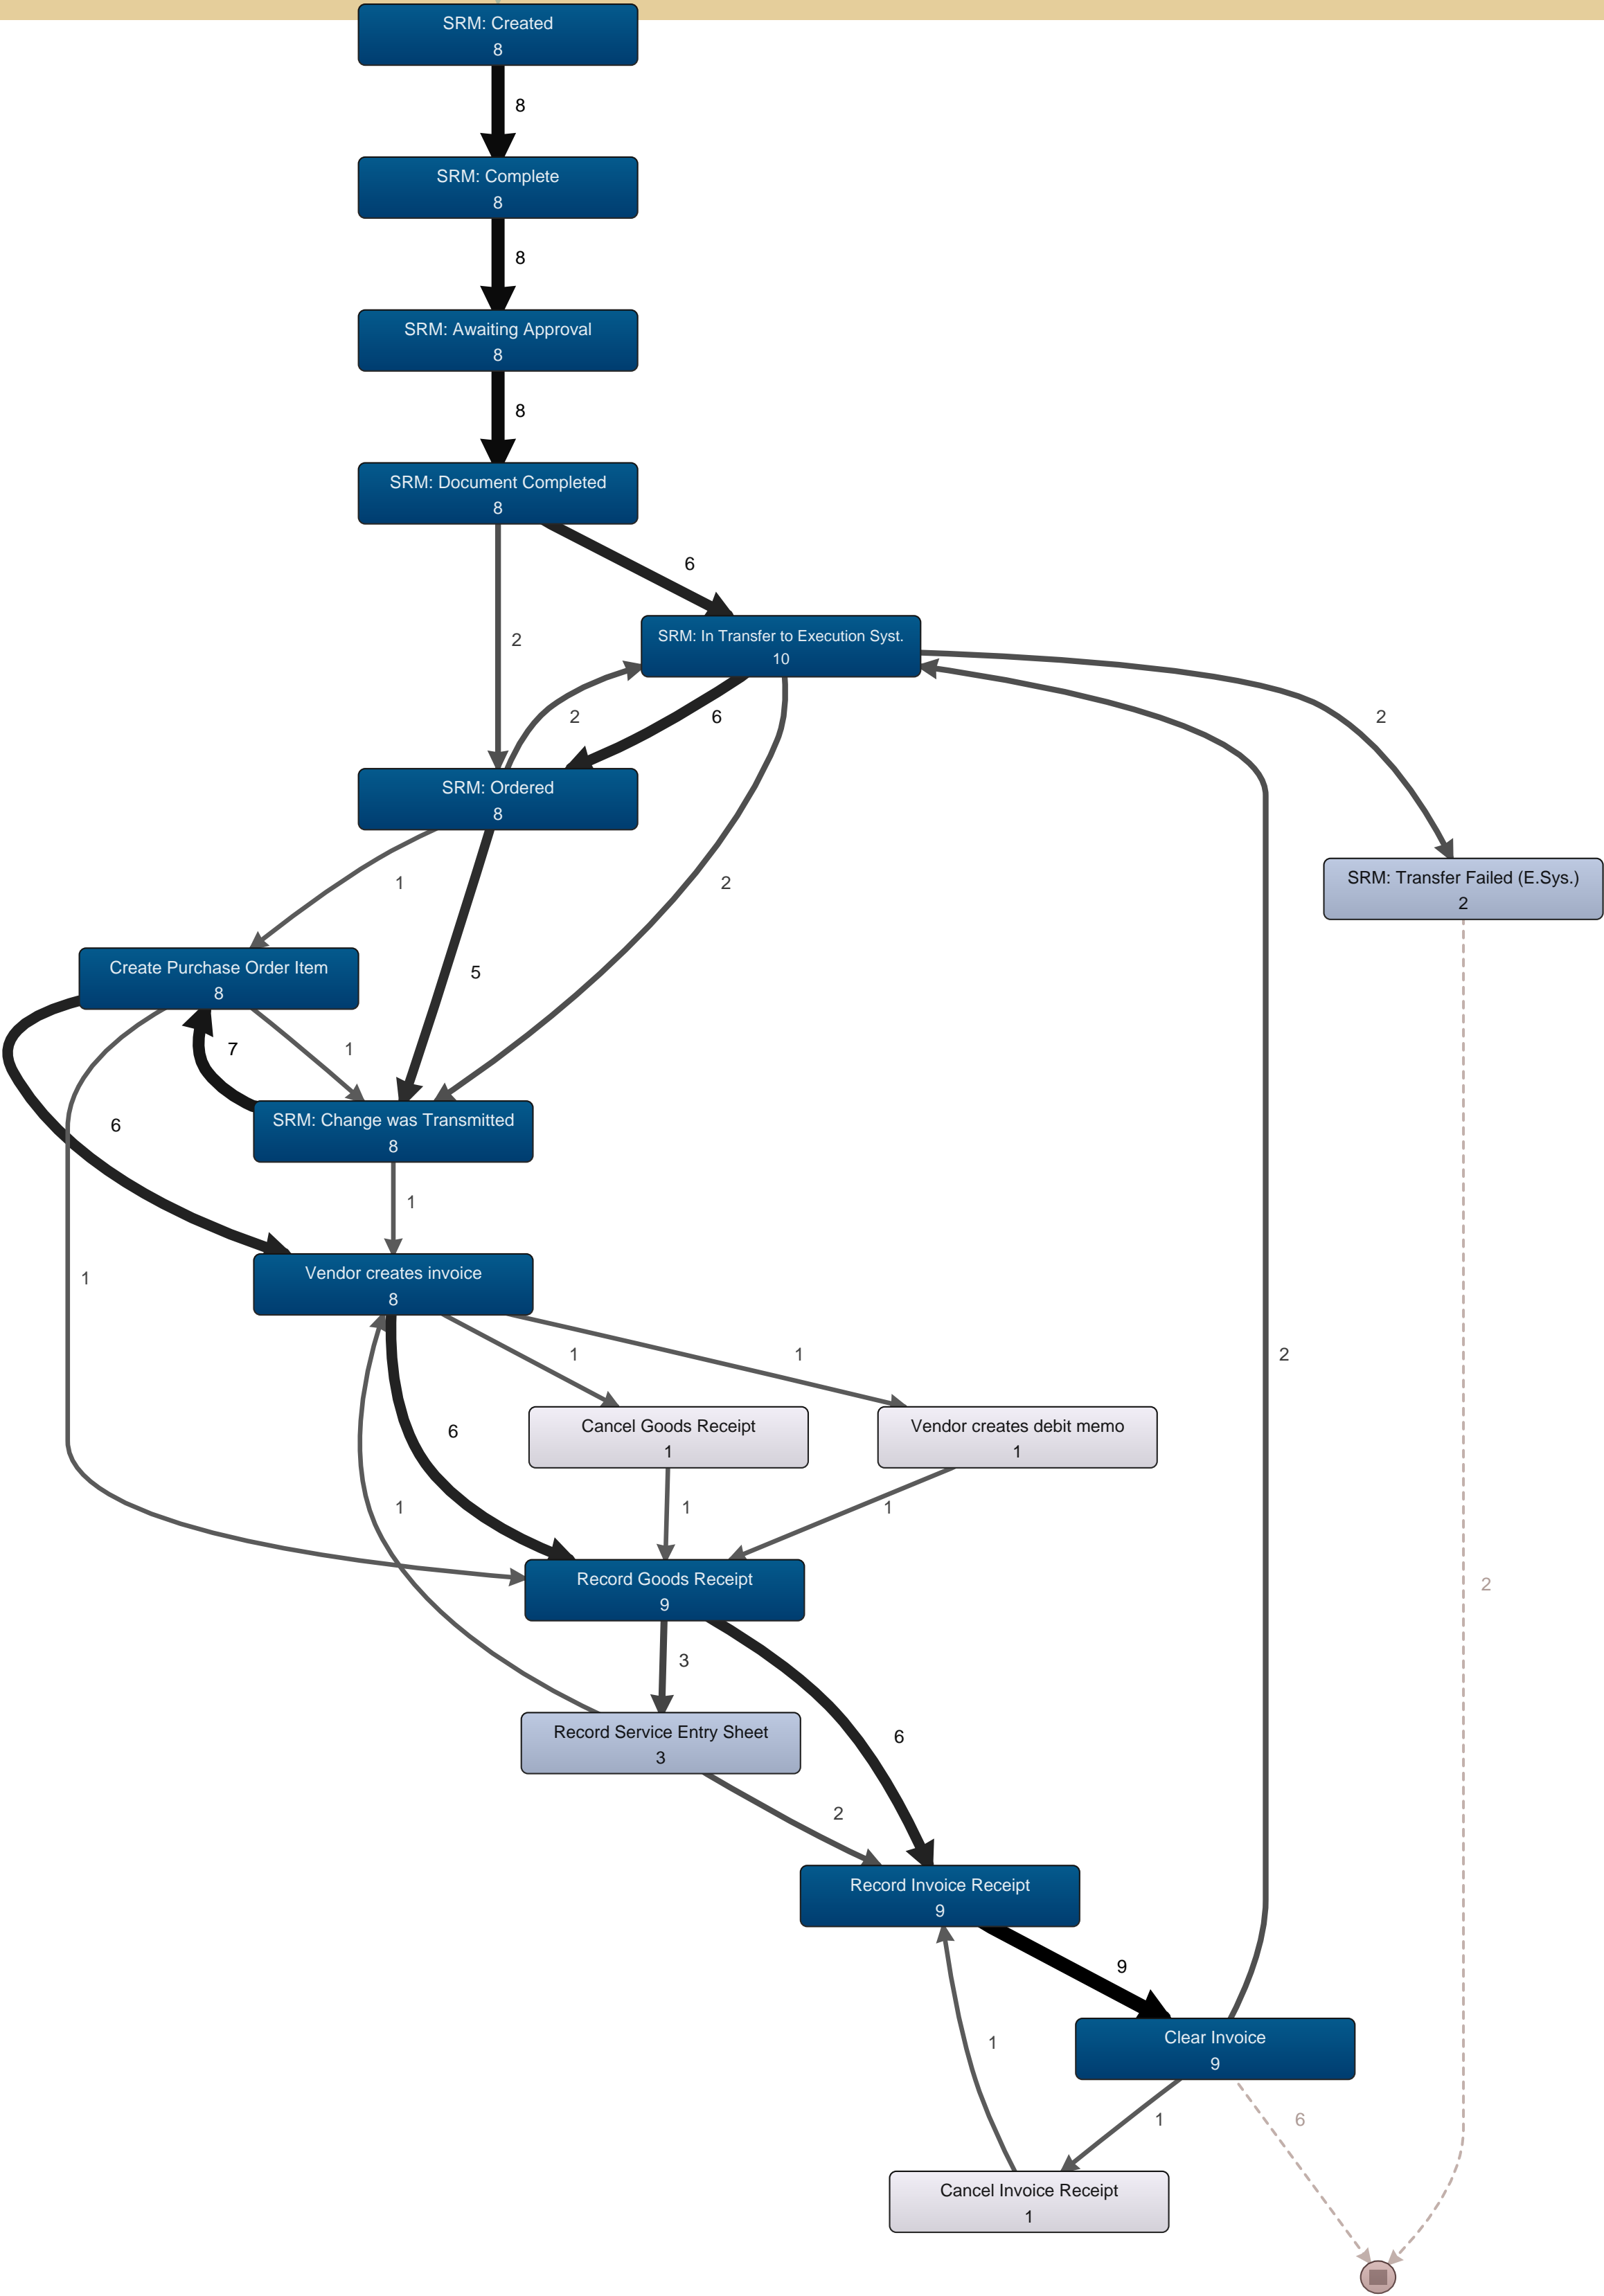 SRM: Created
8
8
SRM: Complete
8
8
SRM: Awaiting Approval
8
8
SRM: Document Completed
8
6
2
SRM: In Transfer to Execution Syst.
10
2
6
2
SRM: Ordered
8
1
2
SRM: Transfer Failed (E.Sys.)
2
Create Purchase Order Item
8
5
7
1
6
SRM: Change was Transmitted
8
1
1
Vendor creates invoice
8
1
1
2
6
Cancel Goods Receipt
1
Vendor creates debit memo
1
1
1
1
2
Record Goods Receipt
9
3
6
Record Service Entry Sheet
3
2
Record Invoice Receipt
9
9
1
Clear Invoice
9
1
6
Cancel Invoice Receipt
1